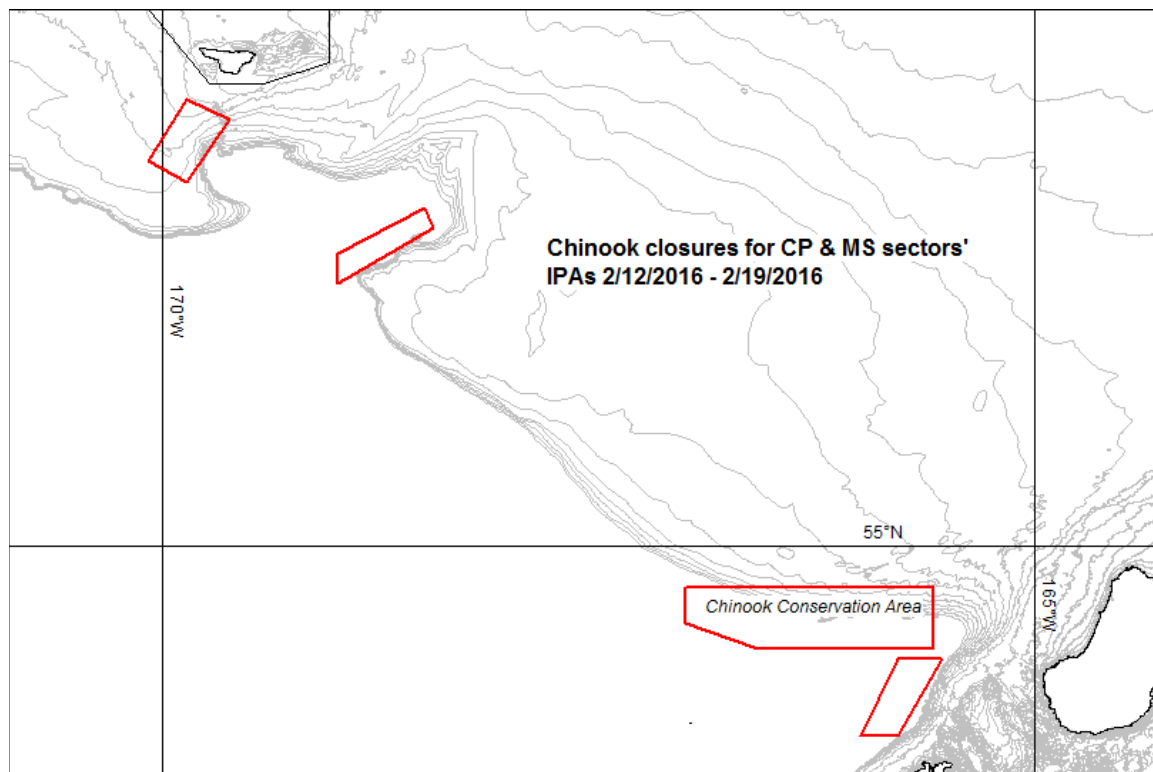 Chinook closures for CP & MS sectors'
IPAs 2/12/2016 - 2/19/2016
170°W
55°N
165°W
Chinook Conservation Area